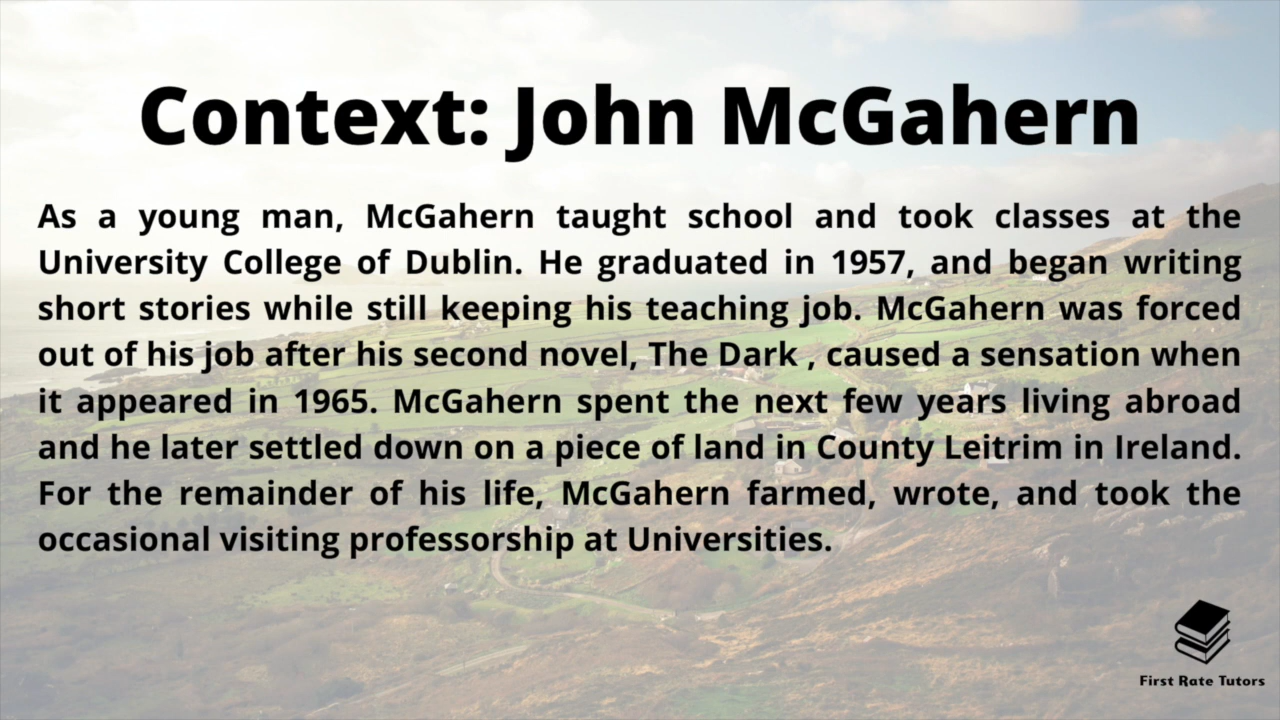 Context: John McGahern
As a young man, McGahern taught school and took classes at the
University College of Dublin. He graduated in 1957, and began writing
short stories while still keeping his teaching job. McGahern was forced
out of his job after his second novel, The Dark , caused a sensation when
it appeared in 1965. McGahern spent the next few years living abroad
and he later settled down on a piece of land in County Leitrim in Ireland.
For the remainder of his life, McGahern farmed, wrote, and took the
occasional visiting professorship at Universities.
First Rate Tutors